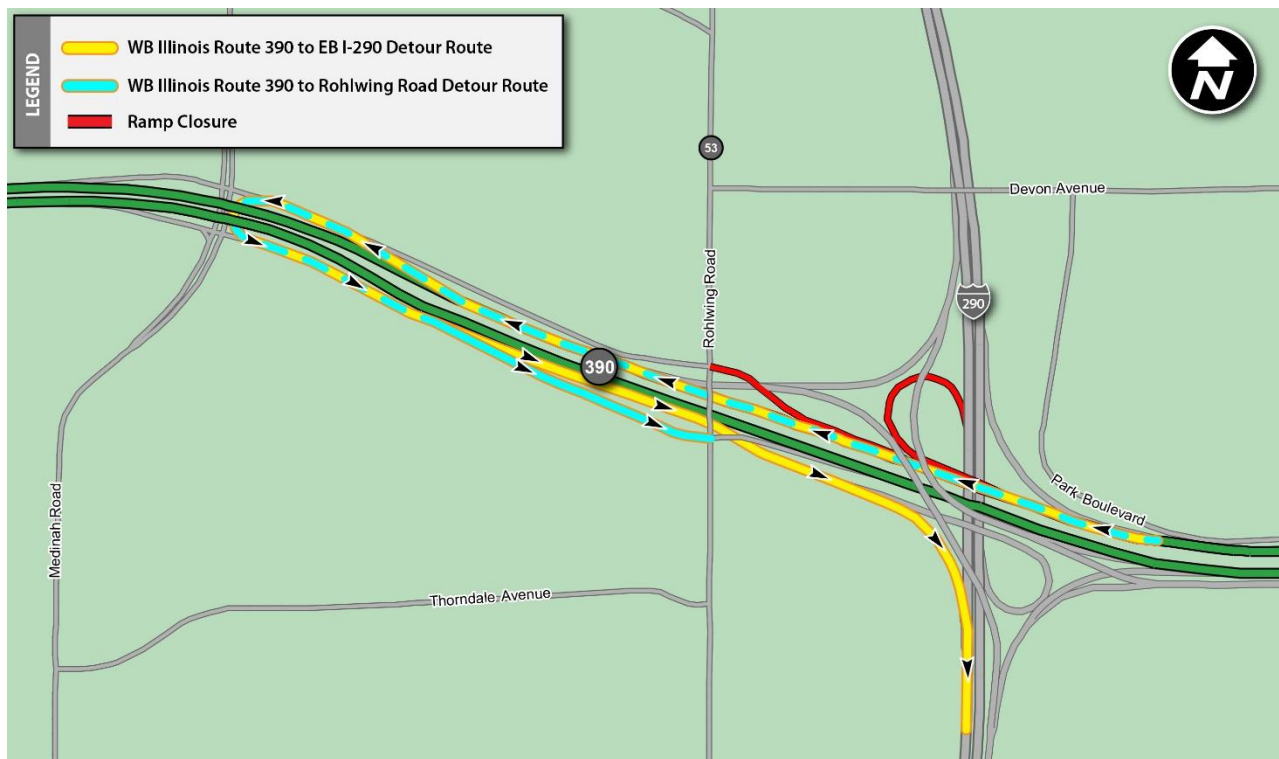 LEGEND
WB Illinois Route 390 to EB I-290 Detour Route
WB Illinois Route 390 to Rohlwing Road Detour Route
Ramp Closure
N
53
Devon Avenue
Rohlwing Road
290
390
Park Boulevard
Medinah Road
Thorndale Avenue